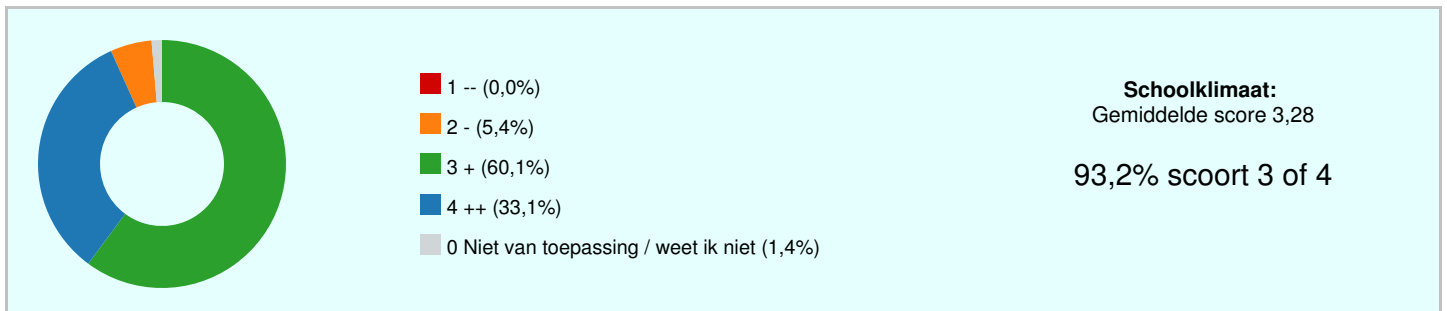 1 -- (0,0%)
2 - (5,4%)
3 + (60,1%)
4 ++ (33,1%)
0 Niet van toepassing / weet ik niet (1,4%)
Schoolklimaat:
Gemiddelde score 3,28
93,2% scoort 3 of 4